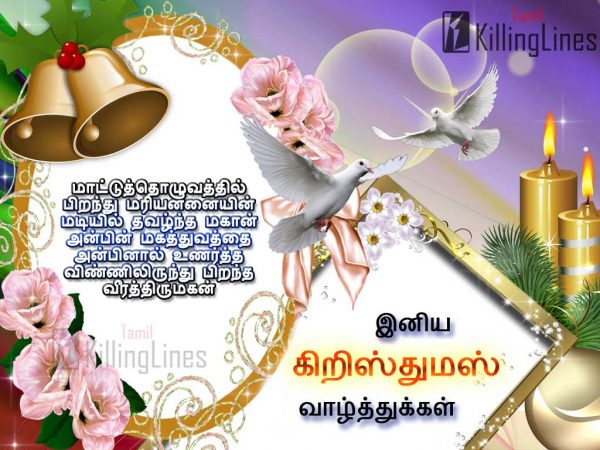 Tamil
KillingLines
மாட்டுத்தொழுவத்தில்
பிறந்து மரியன்னையின்
மடியில் தவழ்ந்த மகான்
அன்பின் மகத்துவத்தை
அன்பினால் உணர்த்த
விண்ணிலிருந்து பிறந்த
வீரத்திருமகன்
Tamil
KillingLines
இனிய
கிறிஸ்துமஸ்
வாழ்த்துக்கள்